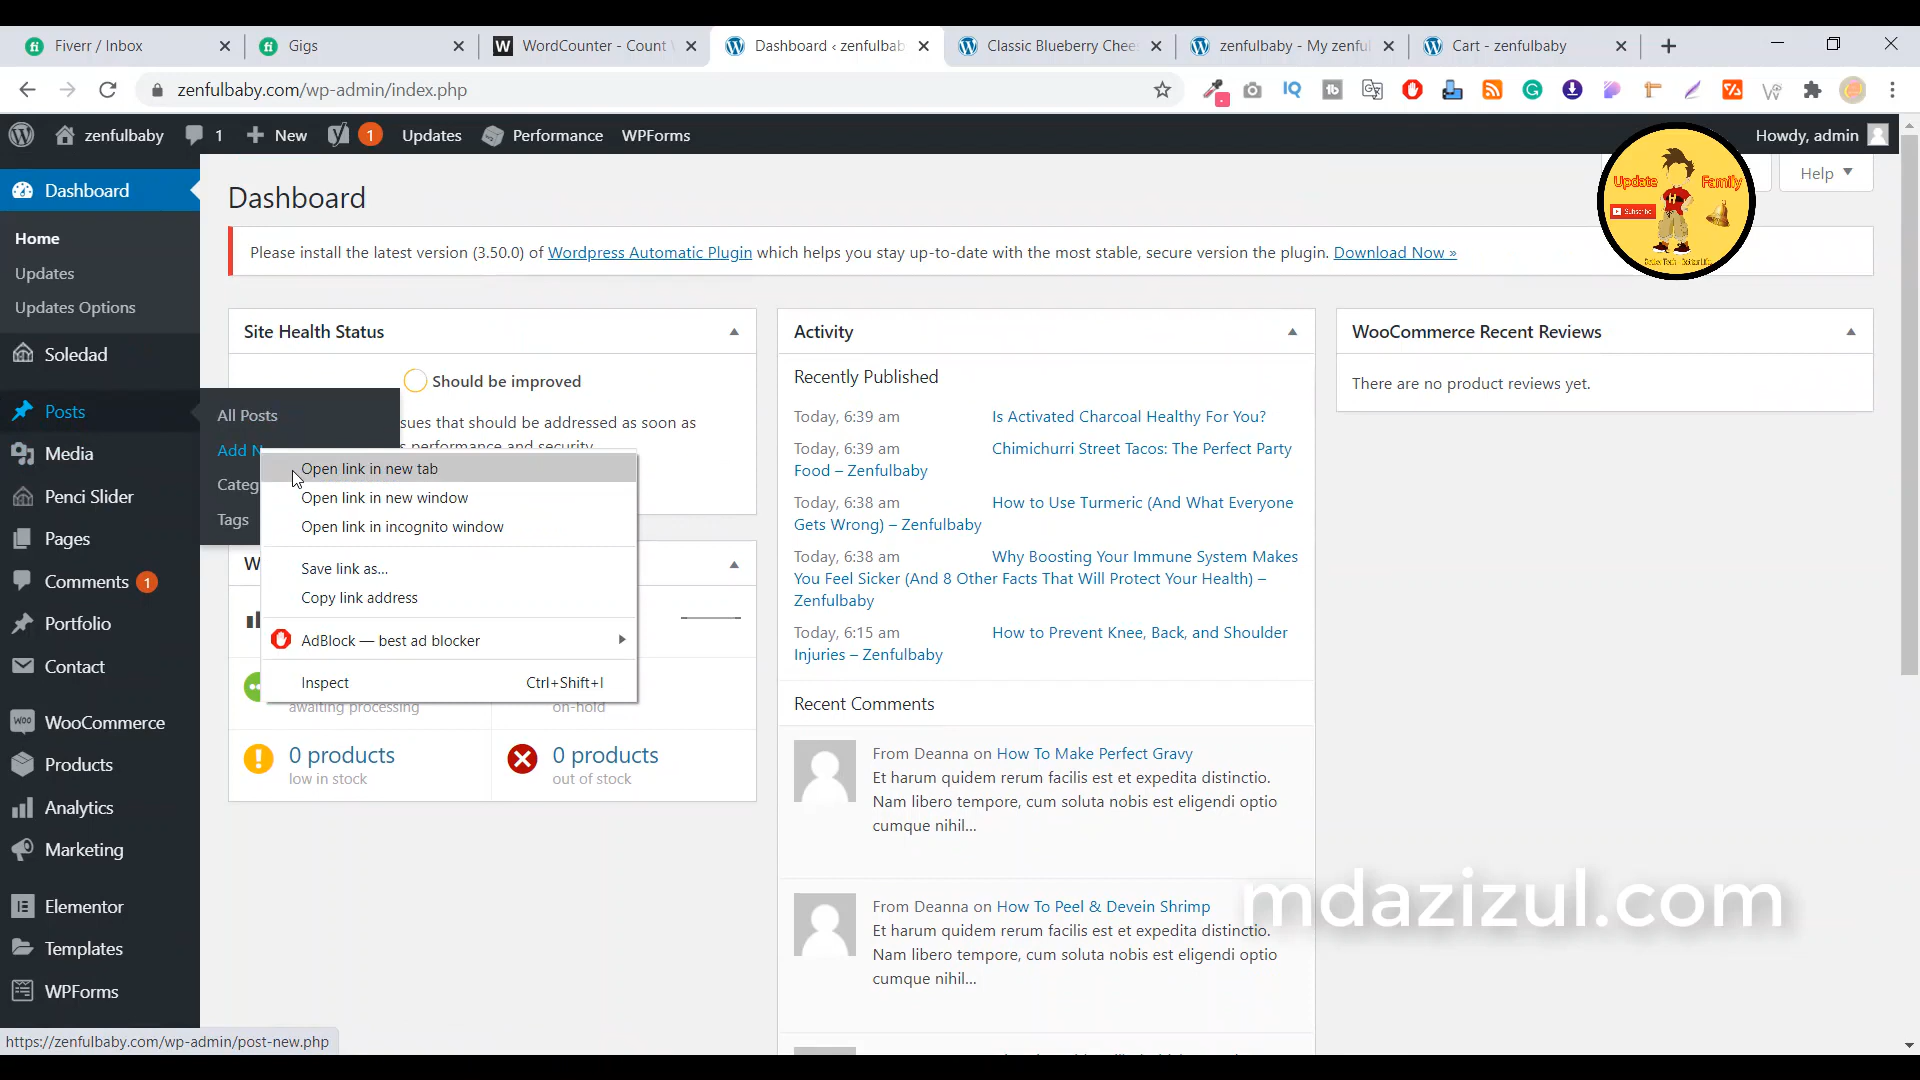 Fiverr / Inbox
Gigs
WordCounter - Count
Dashboard ‹ zenfulbab
Classic Blueberry Chee
zenfulbaby - My zenful
Cart - zenfulbaby
zenfulbaby.com/wp-admin/index.php
zenfulbaby
1
New
1
Updates
Performance
WPForms
Howdy, admin
Update Family
Subscribe
Help
Dashboard
Home
Updates
Updates Options
Soledad
Posts
Media
Penci Slider
Pages
Comments 1
Portfolio
Contact
WooCommerce
Products
Analytics
Marketing
Elementor
Templates
WPForms
Dashboard
Please install the latest version (3.50.0) of Wordpress Automatic Plugin which helps you stay up-to-date with the most stable, secure version the plugin. Download Now »
Site Health Status
Should be improved
sues that should be addressed as soon as
s performance and security
All Posts
Add N
Categ
Tags
Open link in new tab
Open link in new window
Open link in incognito window
Save link as...
Copy link address
AdBlock — best ad blocker
Inspect Ctrl+Shift+I
W
awaiting processing
on-hold
0 products
low in stock
0 products
out of stock
Activity
Recently Published
Today, 6:39 am Is Activated Charcoal Healthy For You?
Today, 6:39 am Chimichurri Street Tacos: The Perfect Party
Food – Zenfulbaby
Today, 6:38 am How to Use Turmeric (And What Everyone
Gets Wrong) – Zenfulbaby
Today, 6:38 am Why Boosting Your Immune System Makes
You Feel Sicker (And 8 Other Facts That Will Protect Your Health) –
Zenfulbaby
Today, 6:15 am How to Prevent Knee, Back, and Shoulder
Injuries – Zenfulbaby
Recent Comments
From Deanna on How To Make Perfect Gravy
Et harum quidem rerum facilis est et expedita distinctio.
Nam libero tempore, cum soluta nobis est eligendi optio
cumque nihil...
From Deanna on How To Peel & Devein Shrimp
Et harum quidem rerum facilis est et expedita distinctio.
Nam libero tempore, cum soluta nobis est eligendi optio
cumque nihil...
WooCommerce Recent Reviews
There are no product reviews yet.
mdazizul.com
https://zenfulbaby.com/wp-admin/post-new.php